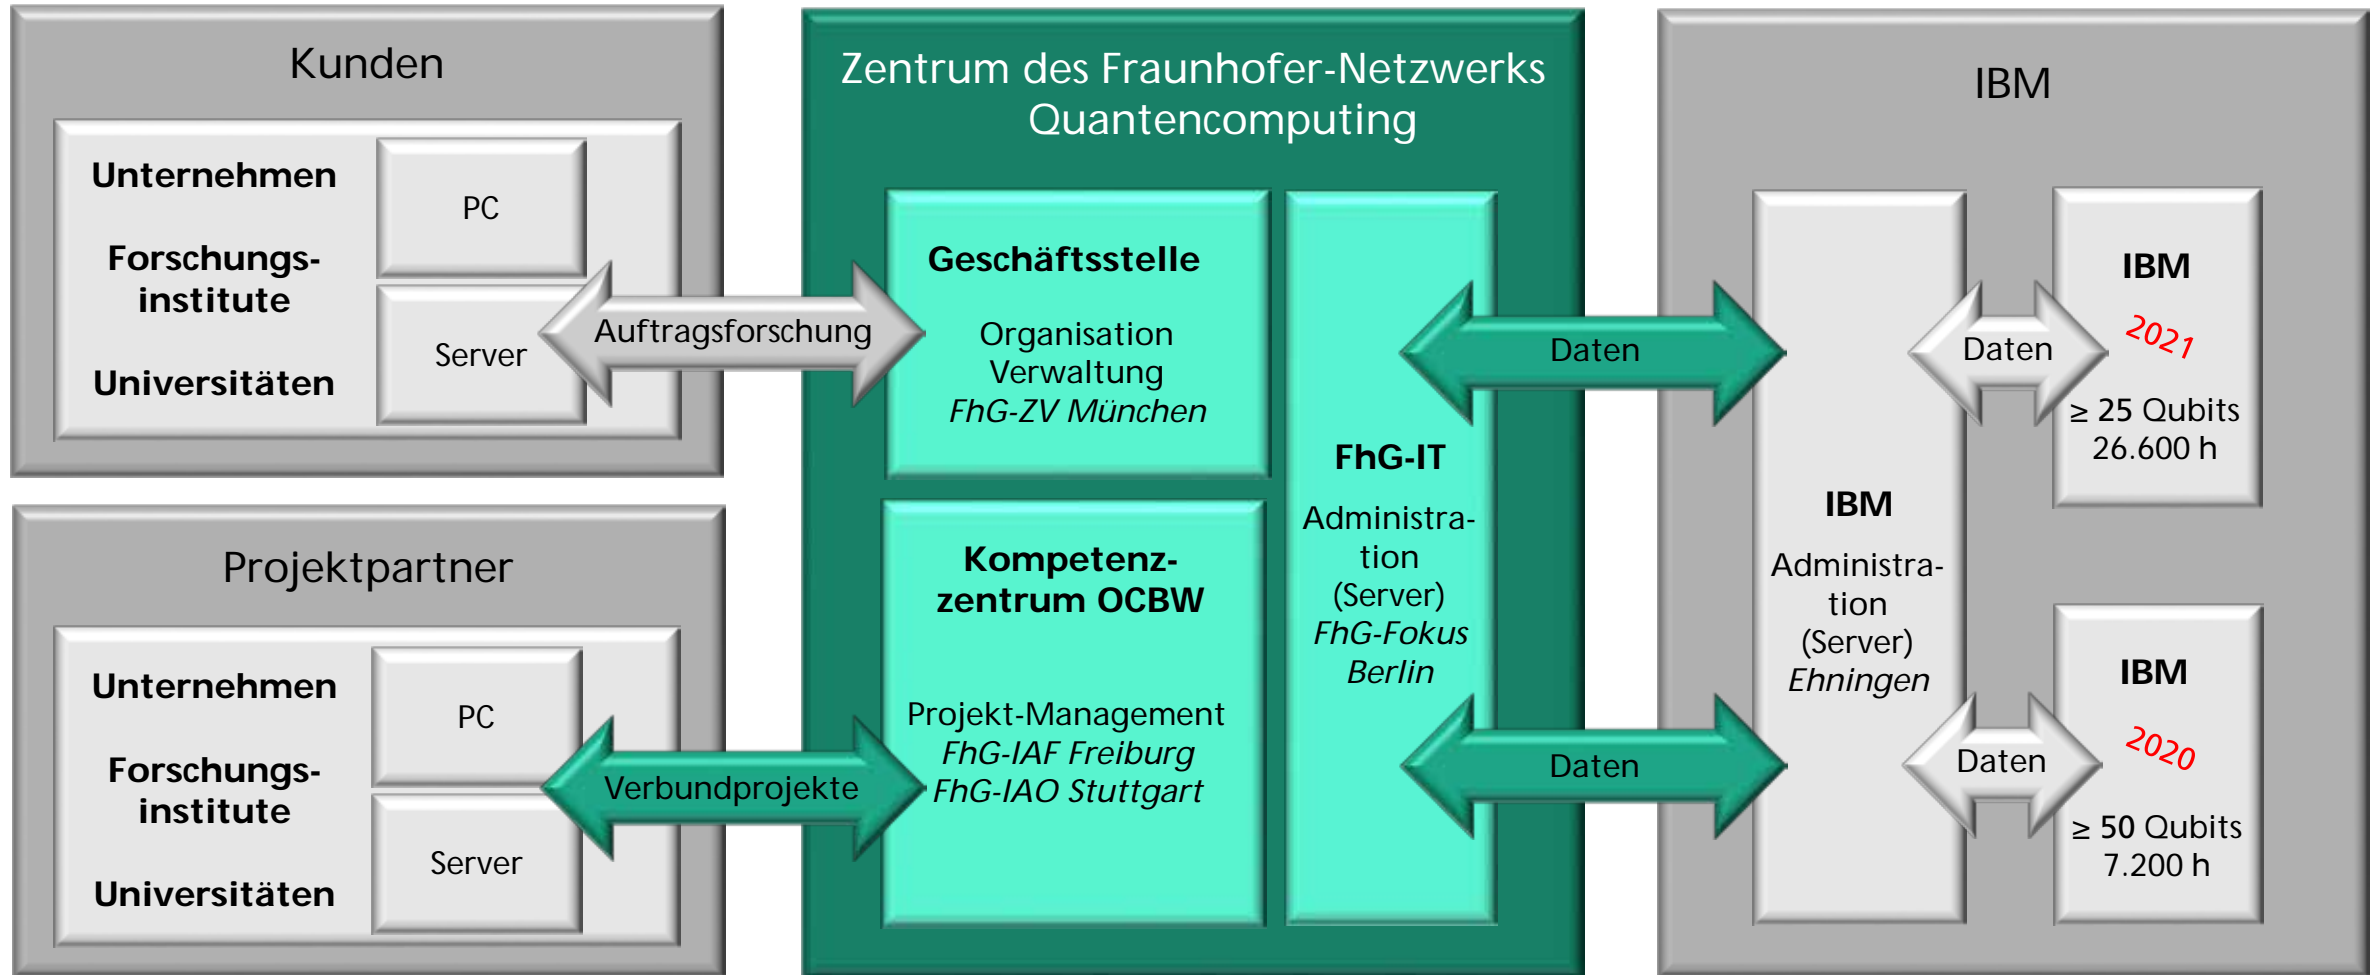 Kunden
Unternehmen
Forschungs-
institute
Universitäten
PC
Server
Auftragsforschung
Projektpartner
Unternehmen
Forschungs-
institute
Universitäten
PC
Server
Verbundprojekte
Zentrum des Fraunhofer-Netzwerks
Quantencomputing
Geschäftsstelle
Organisation
Verwaltung
FhG-ZV München
Kompetenz-
zentrum QCBW
Projekt-Management
FhG-IAF Freiburg
FhG-IAO Stuttgart
FhG-IT
Administra-
tion
(Server)
FhG-Fokus
Berlin
Daten
Daten
IBM
IBM
Administra-
tion
(Server)
Ehningen
Daten
IBM
2021
≥ 25 Qubits
26.600 h
Daten
IBM
2020
≥ 50 Qubits
7.200 h